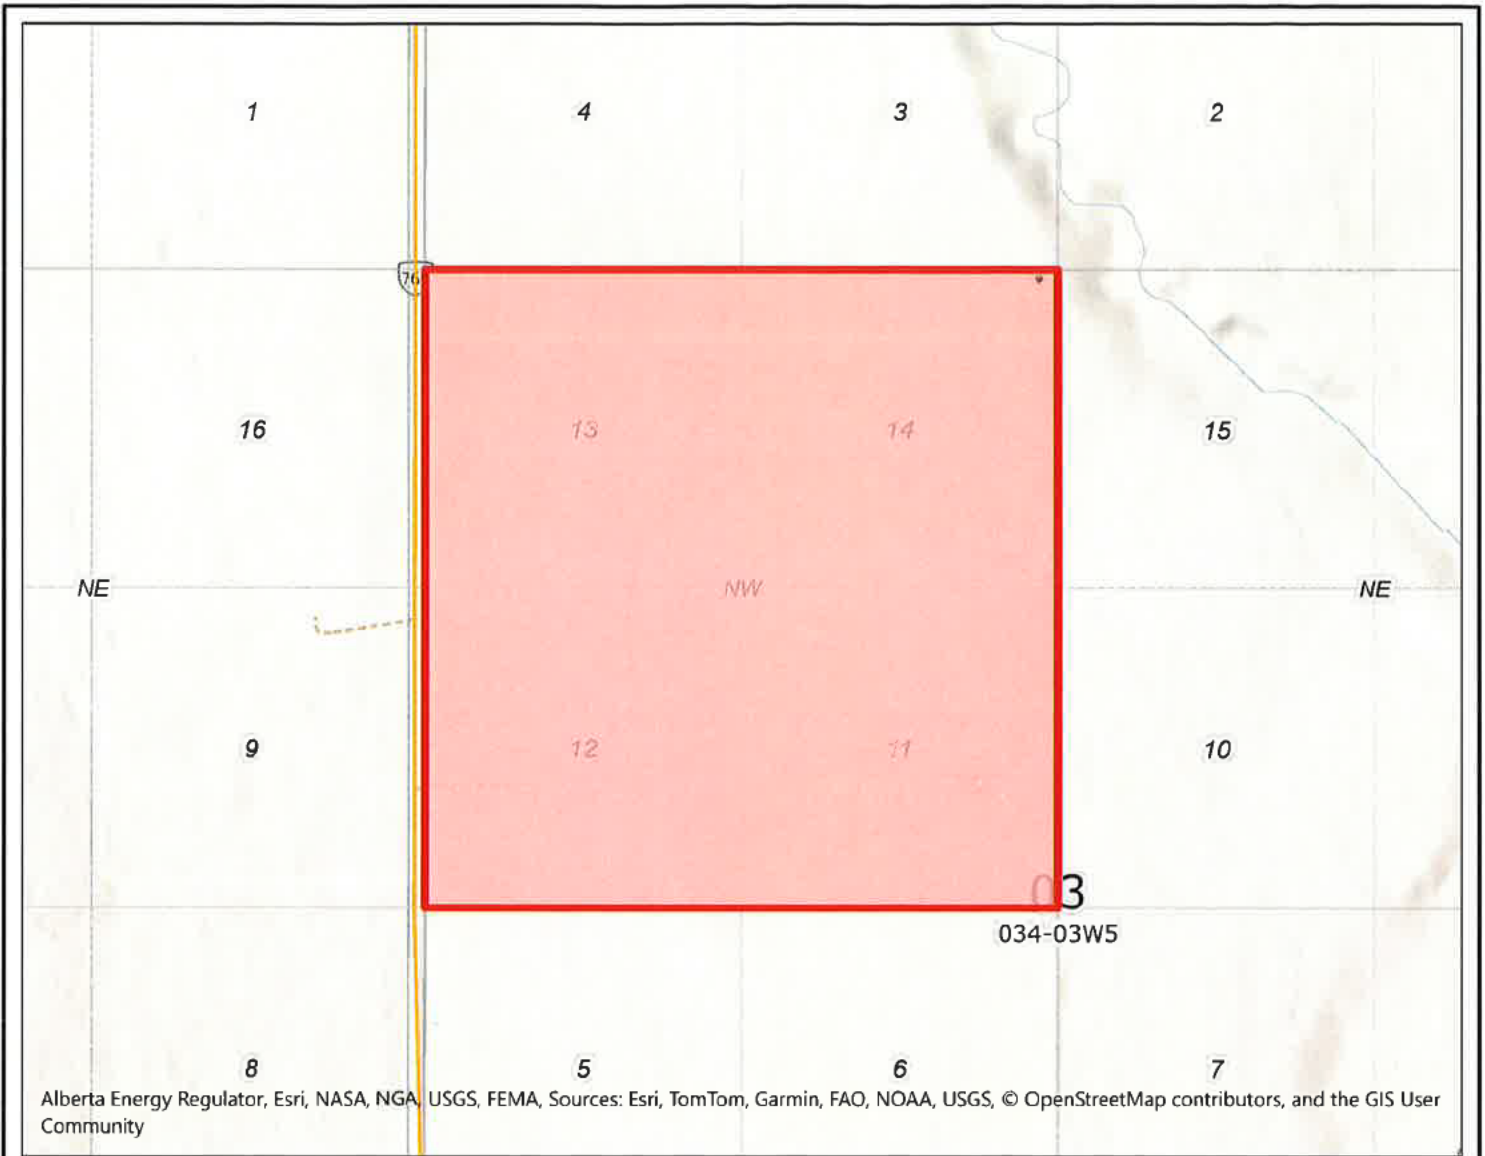 1 4 3 2
76
16 13 14 15
NE NW NE
9 12 11 10
03
034-03W5
8 5 6 7
Alberta Energy Regulator, Esri, NASA, NGA, USGS, FEMA, Sources: Esri, TomTom, Garmin, FAO, NOAA, USGS, © OpenStreetMap contributors, and the GIS User
Community